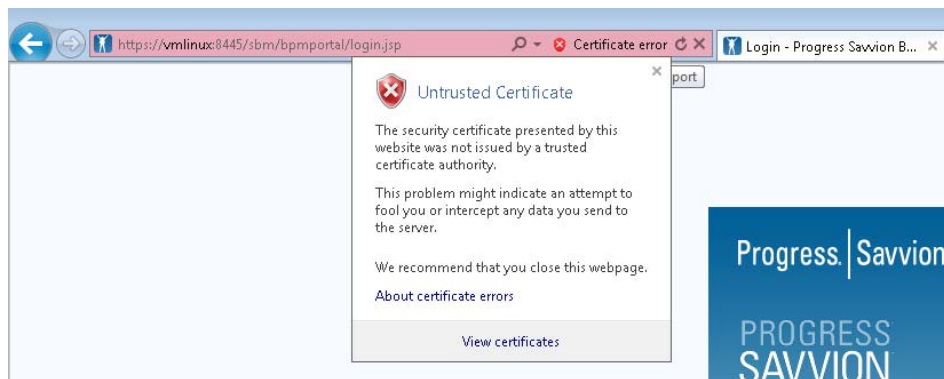 https://vmlinux:8445/sbm/bpmportal/login.jsp
Certificate error
Login - Progress Savvion B...
port
Untrusted Certificate
The security certificate presented by this
website was not issued by a trusted
certificate authority.
This problem might indicate an attempt to
fool you or intercept any data you send to
the server.
We recommend that you close this webpage.
About certificate errors
View certificates
Progress. Savvion
PROGRESS
SAVVION